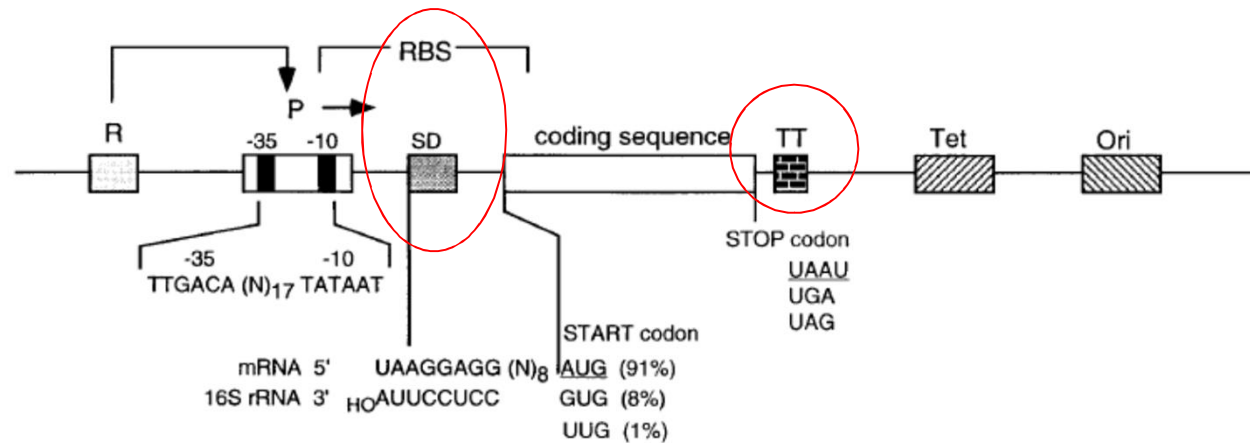 RBS
P
R
-35 -10
SD
coding sequence
TT
Tet
Ori
-35 -10
TTGACA (N)17 TATAAT
STOP codon
UAAU
UGA
UAG
START codon
mRNA 5' UAAGGAGG (N)8 AUG (91%)
16S rRNA 3' HOAUUCCUCC GUG (8%)
UUG (1%)